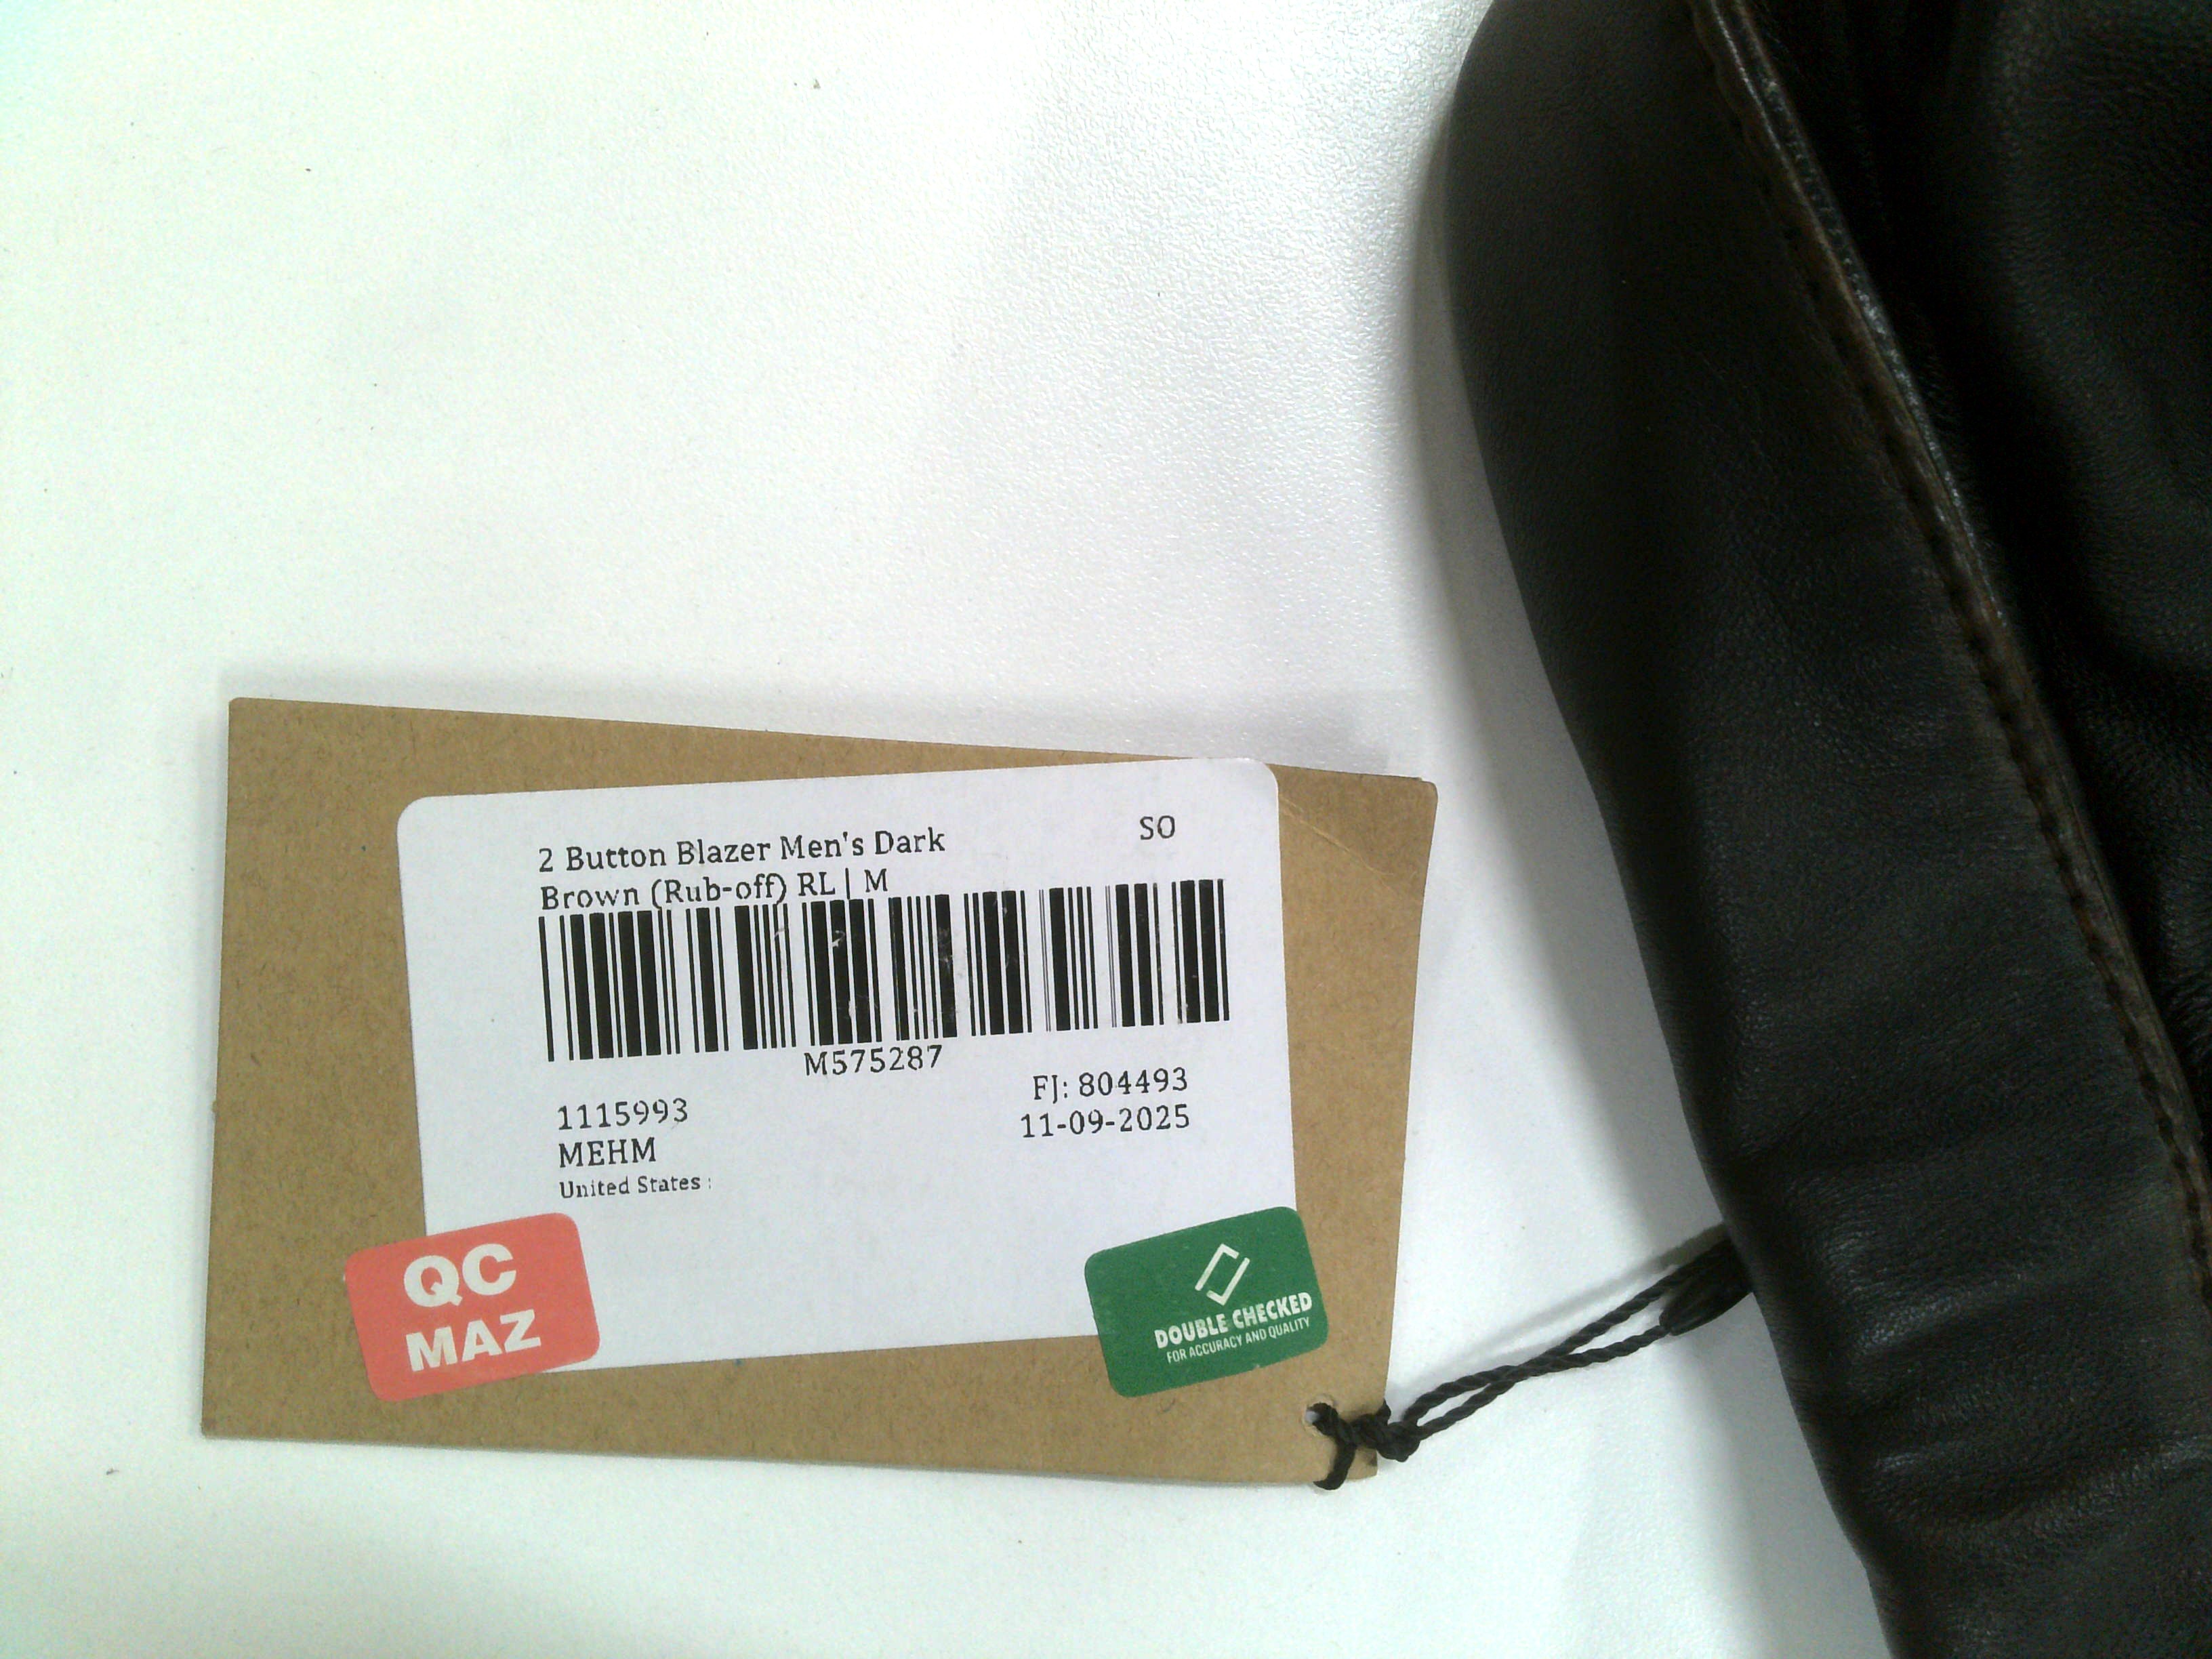 2 Button Blazer Men's Dark
Brown (Rub-off) RL | M
SO
M575287
1115993
MEHM
United States :
FJ: 804493
11-09-2025
QC
MAZ
DOUBLE CHECKED
FOR ACCURACY AND QUALITY